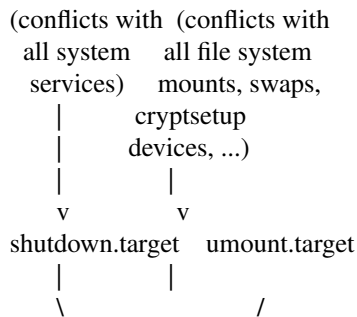 (conflicts with (conflicts with
all system all file system
services) mounts, swaps,
| cryptsetup
| devices, ...)
| |
v v
shutdown.target umount.target
| |
\ /